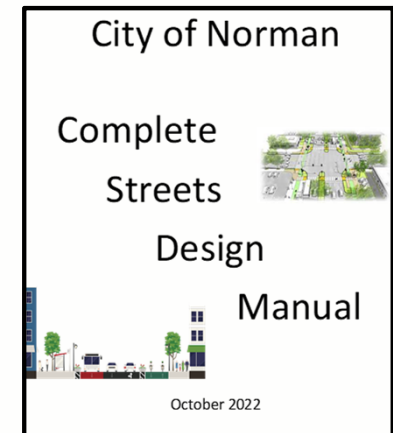 City of Norman
Complete
Streets
Design
Manual
October 2022